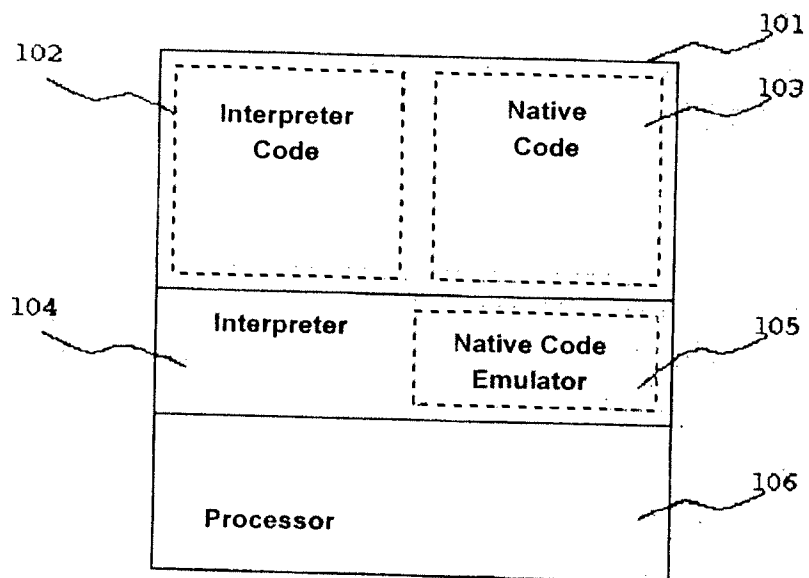 101
102
Interpreter
Code
Native
Code
103
104
Interpreter
Native Code
Emulator
105
Processor
106